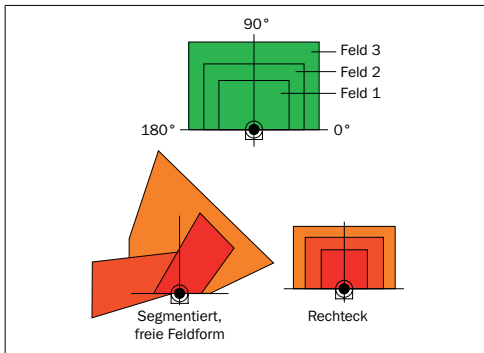 90°
Feld 3
Feld 2
Feld 1
180°
0°
Segmentiert,
freie Feldform
Rechteck